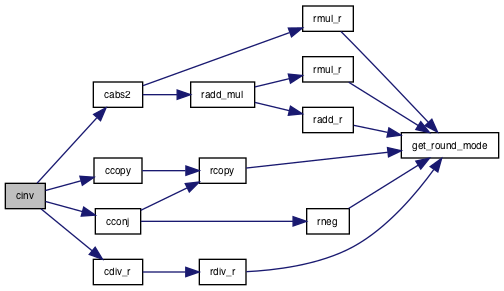 rmul_r
rmul_r
cabs2
radd_mul
radd_r
get_round_mode
ccopy
rcopy
cinv
cconj
rneg
cdiv_r
rdiv_r